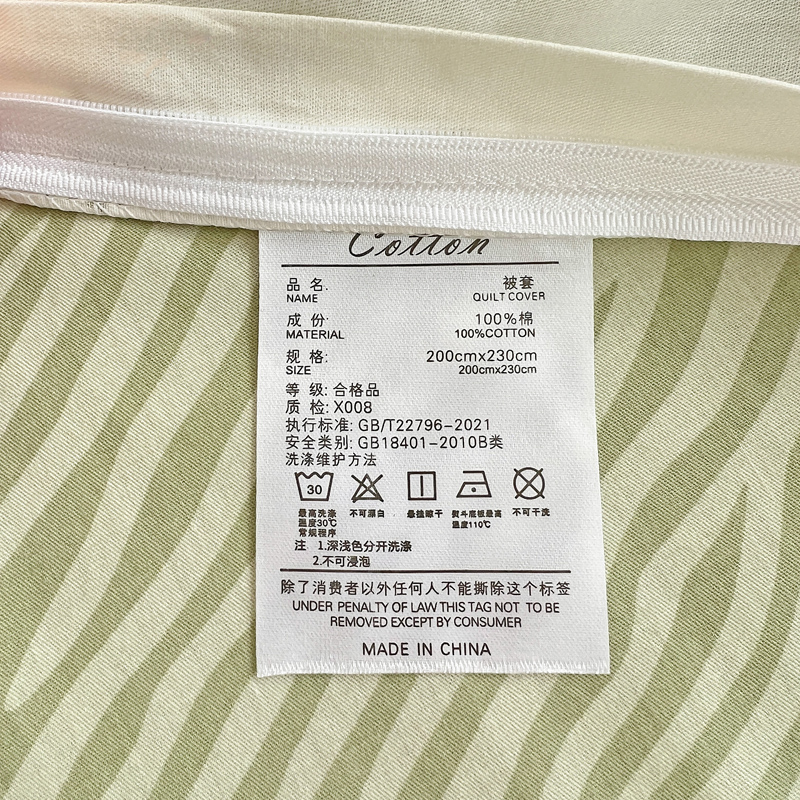 Cotton
品 名. 被套
NAME QUILT COVER
成 份: 100%棉
MATERIAL 100%COTTON
规 格: 200cmx230cm
SIZE 200cmx230cm
等 级: 合格品
质 检: X008
执行标准: GB/T22796-2021
安全类别: GB18401-2010B类
洗涤维护方法
30
最高洗涤温度30℃常规程序 不可漂白 悬挂晾干 熨斗底板最高温度110℃ 不可干洗
注 1.深浅色分开洗涤
2.不可浸泡
除了消费者以外任何人不能撕除这个标签
UNDER PENALTY OF LAW THIS TAG NOT TO BE
REMOVED EXCEPT BY CONSUMER
MADE IN CHINA